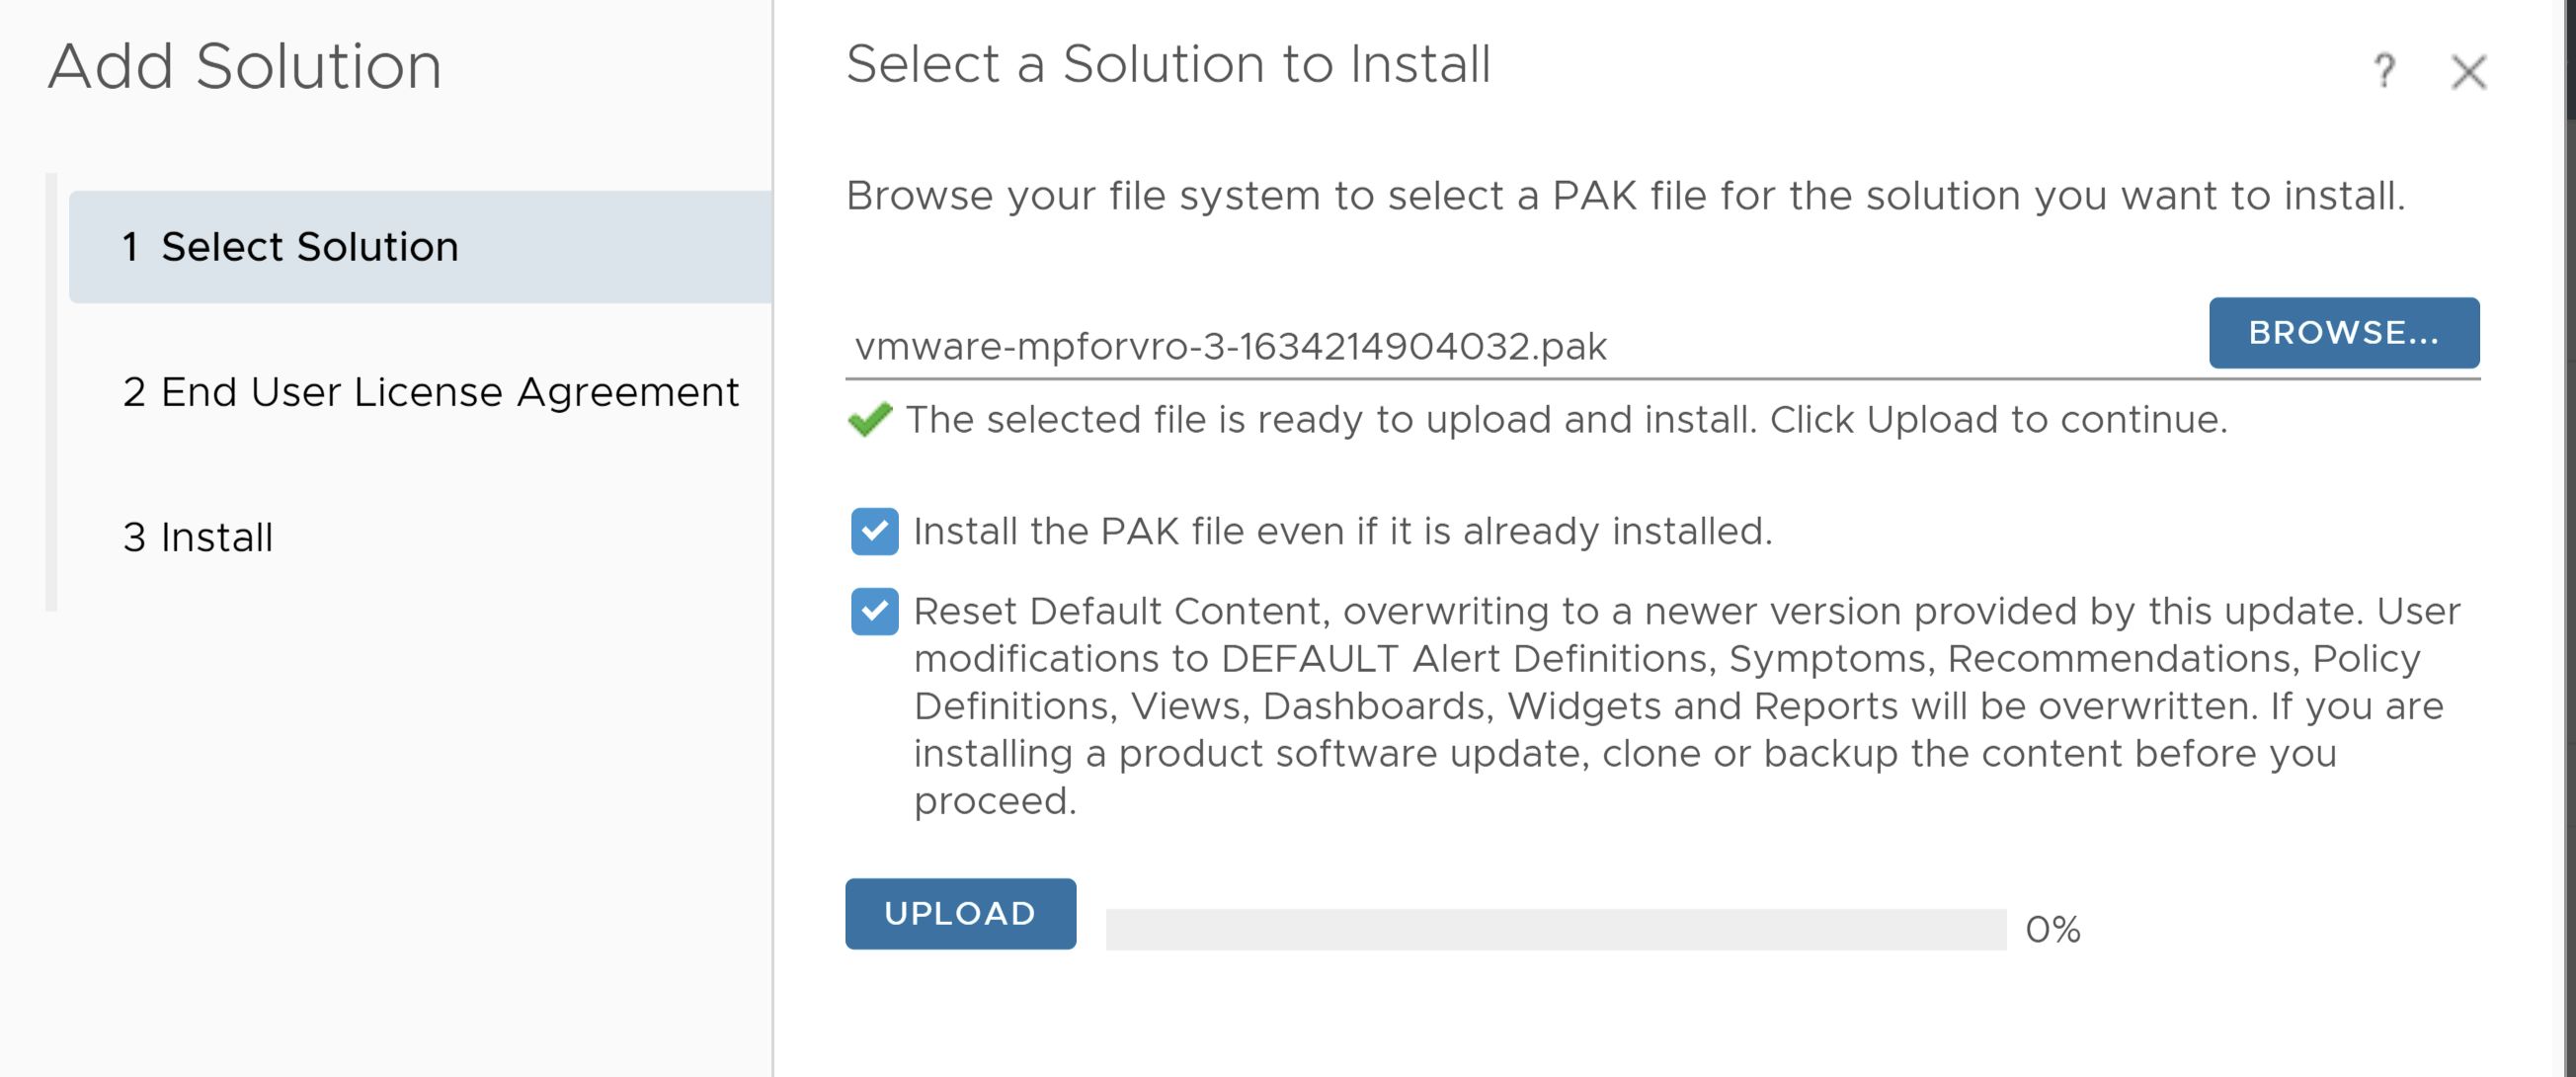 Add Solution
1 Select Solution
2 End User License Agreement
3 Install
Select a Solution to Install
?
Browse your file system to select a PAK file for the solution you want to install.
vmware-mpforvro-3-1634214904032.pak
BROWSE...
The selected file is ready to upload and install. Click Upload to continue.
Install the PAK file even if it is already installed.
Reset Default Content, overwriting to a newer version provided by this update. User
modifications to DEFAULT Alert Definitions, Symptoms, Recommendations, Policy
Definitions, Views, Dashboards, Widgets and Reports will be overwritten. If you are
installing a product software update, clone or backup the content before you
proceed.
UPLOAD
0%